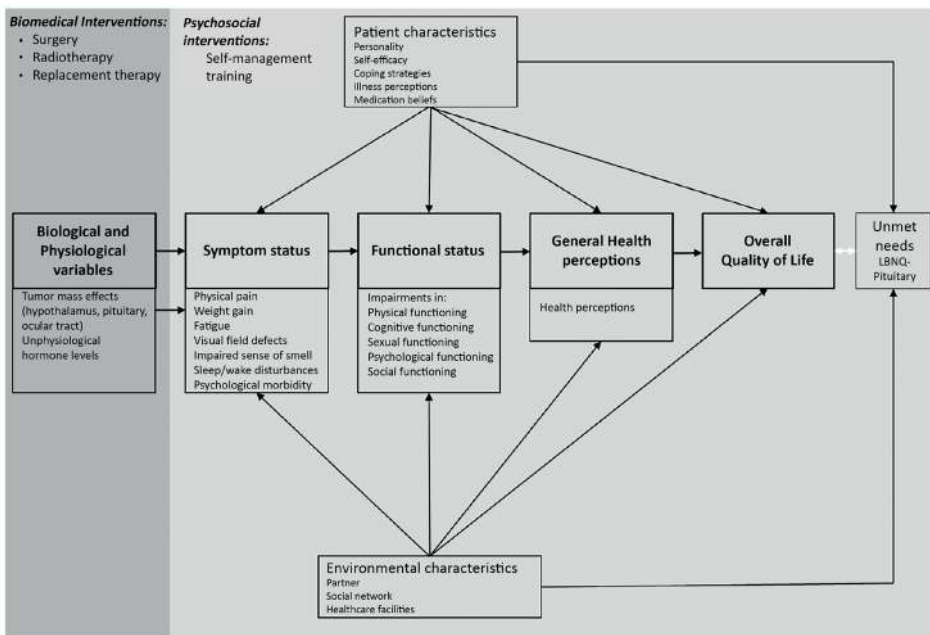 Biomedical Interventions:
• Surgery
• Radiotherapy
• Replacement therapy
Psychosocial
interventions:
Self-management
training
Patient characteristics
Personality
Self-efficacy
Coping strategies
Illness perceptions
Medication beliefs
Biological and
Physiological
variables
Tumor mass effects
(hypothalamus, pituitary,
ocular tract)
Unphysiological
hormone levels
Symptom status
Physical pain
Weight gain
Fatigue
Visual field defects
Impaired sense of smell
Sleep/wake disturbances
Psychological morbidity
Functional status
Impairments in:
Physical functioning
Cognitive functioning
Sexual functioning
Psychological functioning
Social functioning
General Health
perceptions
Health perceptions
Overall
Quality of Life
Unmet
needs
LBNQ-
Pituitary
Environmental characteristics
Partner
Social network
Healthcare facilities